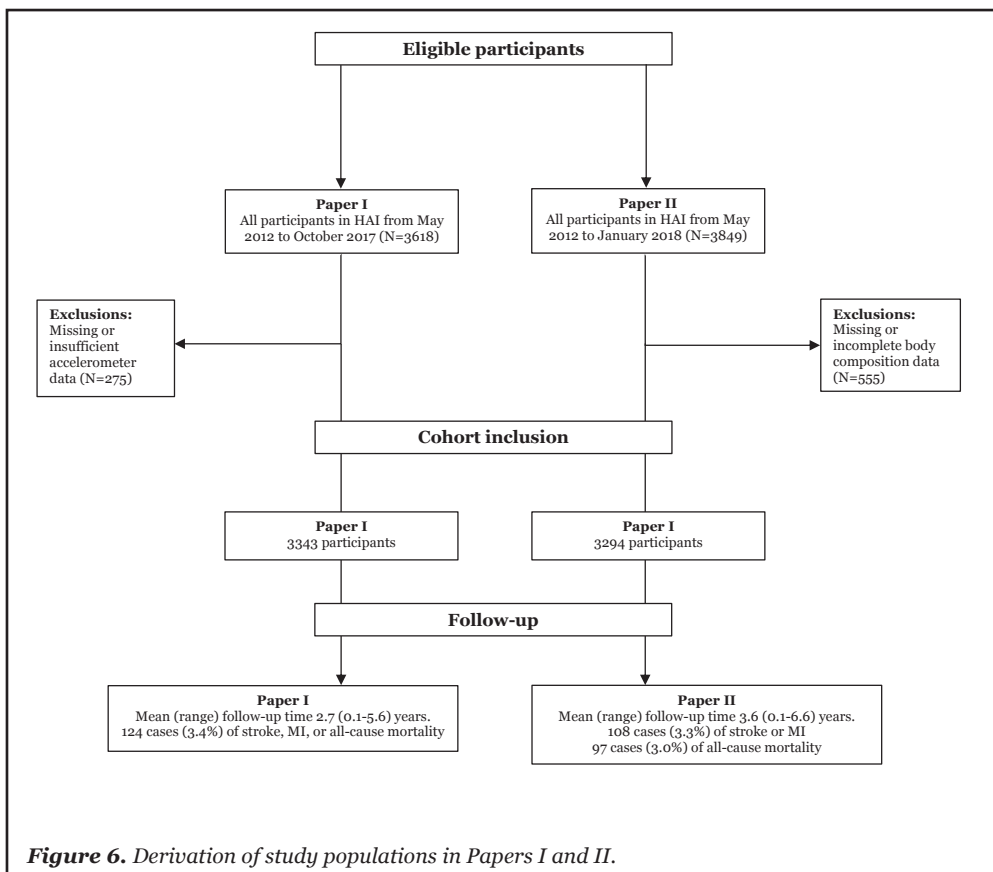 Eligible participants
Paper I
All participants in HAI from May
2012 to October 2017 (N=3618)
Paper II
All participants in HAI from May
2012 to January 2018 (N=3849)
Exclusions:
Missing or
insufficient
accelerometer
data (N=275)
Exclusions:
Missing or
incomplete body
composition data
(N=555)
Cohort inclusion
Paper I
3343 participants
Paper I
3294 participants
Follow-up
Paper I
Mean (range) follow-up time 2.7 (0.1-5.6) years.
124 cases (3.4%) of stroke, MI, or all-cause mortality
Paper II
Mean (range) follow-up time 3.6 (0.1-6.6) years.
108 cases (3.3%) of stroke or MI
97 cases (3.0%) of all-cause mortality
Figure 6. Derivation of study populations in Papers I and II.